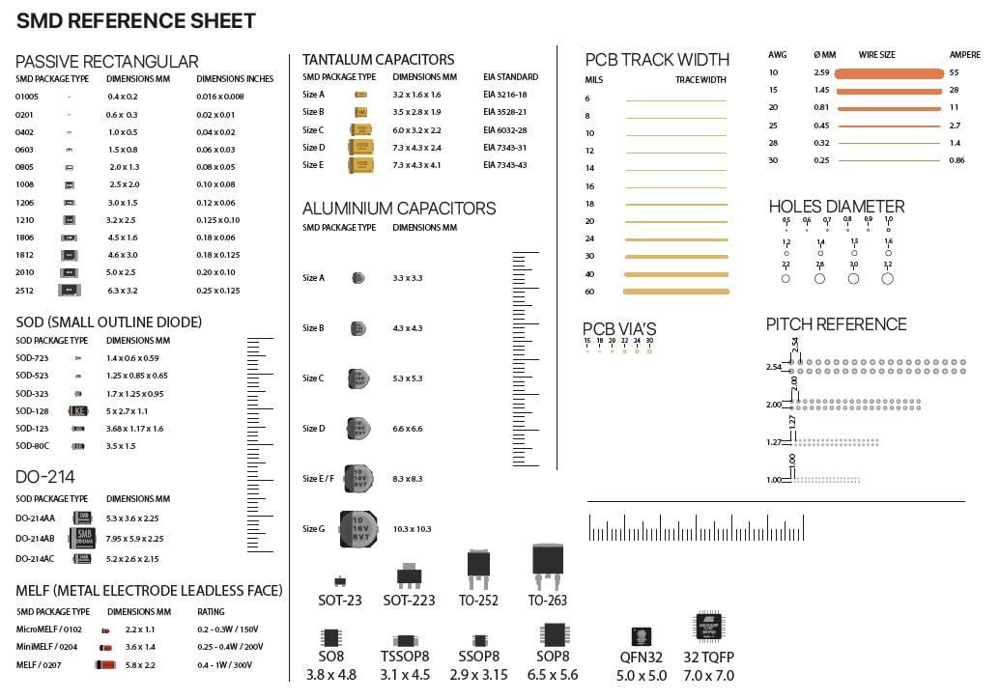 SMD REFERENCE SHEET
PASSIVE RECTANGULAR
SMD PACKAGE TYPE DIMENSIONS MM DIMENSIONS INCHES
01005 0.4 x 0.2 0.016 x 0.008
0201 0.6 x 0.3 0.02 x 0.01
0402 1.0 x 0.5 0.04 x 0.02
0603 1.5 x 0.8 0.06 x 0.03
0805 2.0 x 1.3 0.08 x 0.05
1008 2.5 x 2.0 0.10 x 0.08
1206 3.0 x 1.5 0.12 x 0.06
1210 3.2 x 2.5 0.125 x 0.10
1806 4.5 x 1.6 0.18 x 0.06
1812 4.6 x 3.0 0.18 x 0.125
2010 5.0 x 2.5 0.20 x 0.10
2512 6.3 x 3.2 0.25 x 0.125
SOD (SMALL OUTLINE DIODE)
SOD PACKAGE TYPE DIMENSIONS MM
SOD-723 1.4 x 0.6 x 0.59
SOD-523 1.25 x 0.85 x 0.65
SOD-323 1.7 x 1.25 x 0.95
SOD-128 KE 5 x 2.7 x 1.1
SOD-123 3.68 x 1.17 x 1.6
SOD-80C 3.5 x 1.5
DO-214
SOD PACKAGE TYPE DIMENSIONS MM
DO-214AA SMB 5.3 x 3.6 x 2.25
DO-214AB SMB DO-214AA 7.95 x 5.9 x 2.25
DO-214AC 5.2 x 2.6 x 2.15
MELF (METAL ELECTRODE LEADLESS FACE)
SMD PACKAGE TYPE DIMENSIONS MM RATING
MicroMELF / 0102 2.2 x 1.1 0.2 - 0.3W / 150V
MiniMELF / 0204 3.6 x 1.4 0.25 - 0.4W / 200V
MELF / 0207 5.8 x 2.2 0.4 - 1W / 300V
TANTALUM CAPACITORS
SMD PACKAGE TYPE DIMENSIONS MM EIA STANDARD
Size A 3.2 x 1.6 x 1.6 EIA 3216-18
Size B 3.5 x 2.8 x 1.9 EIA 3528-21
Size C 6.0 x 3.2 x 2.2 EIA 6032-28
Size D 105D 7.3 x 4.3 x 2.4 EIA 7343-31
Size E 105E 7.3 x 4.3 x 4.1 EIA 7343-43
ALUMINIUM CAPACITORS
SMD PACKAGE TYPE DIMENSIONS MM
Size A 3.3 x 3.3
Size B 4.3 x 4.3
Size C 10 16V RVT 5.3 x 5.3
Size D 10 16V RVT 6.6 x 6.6
Size E / F 10 16V RVT 8.3 x 8.3
Size G 10 16V RVT 10.3 x 10.3
SOT-23 SOT-223 TO-252 TO-263
SO8 TSSOP8 SSOP8 SOP8 QFN32 32 TQFP
3.8 x 4.8 3.1 x 4.5 2.9 x 3.15 6.5 x 5.6 5.0 x 5.0 7.0 x 7.0
PCB TRACK WIDTH
MILS TRACE WIDTH
6
8
10
12
14
16
18
20
24
30
40
60
PCB VIA'S
15 18 20 22 24 30
AWG Ø MM WIRE SIZE AMPERE
10 2.59 55
15 1.45 28
20 0.81 11
25 0.45 2.7
28 0.32 1.4
30 0.25 0.86
HOLES DIAMETER
0.5 0.6 0.7 0.8 0.9 1.0
1.2 1.4 1.5 1.6
2.2 2.8 3.0 3.2
PITCH REFERENCE
2.54
2.54
2.00
2.00
1.27
1.27
1.00
1.00